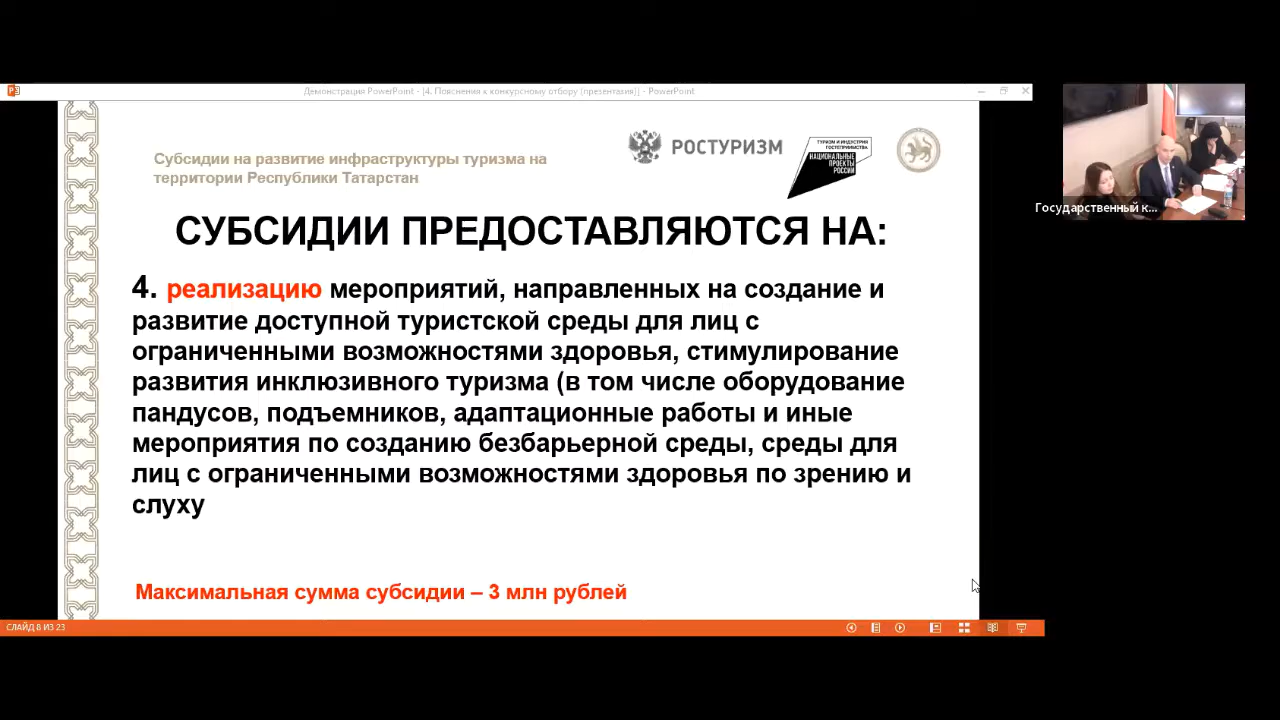 Демонстрация PowerPoint - [4. Пояснения к конкурсному отбору (презентация)] - PowerPoint
Субсидии на развитие инфраструктуры туризма на
территории Республики Татарстан
РОСТУРИЗМ
ТУРИЗМ И ИНДУСТРИЯ
ГОСТЕПРИИМСТВА
НАЦИОНАЛЬНЫЕ
ПРОЕКТЫ
РОССИИ
Государственный к...
СУБСИДИИ ПРЕДОСТАВЛЯЮТСЯ НА:
4. реализацию мероприятий, направленных на создание и
развитие доступной туристской среды для лиц с
ограниченными возможностями здоровья, стимулирование
развития инклюзивного туризма (в том числе оборудование
пандусов, подъемников, адаптационные работы и иные
мероприятия по созданию безбарьерной среды, среды для
лиц с ограниченными возможностями здоровья по зрению и
слуху
Максимальная сумма субсидии – 3 млн рублей
СЛАЙД 8 ИЗ 23